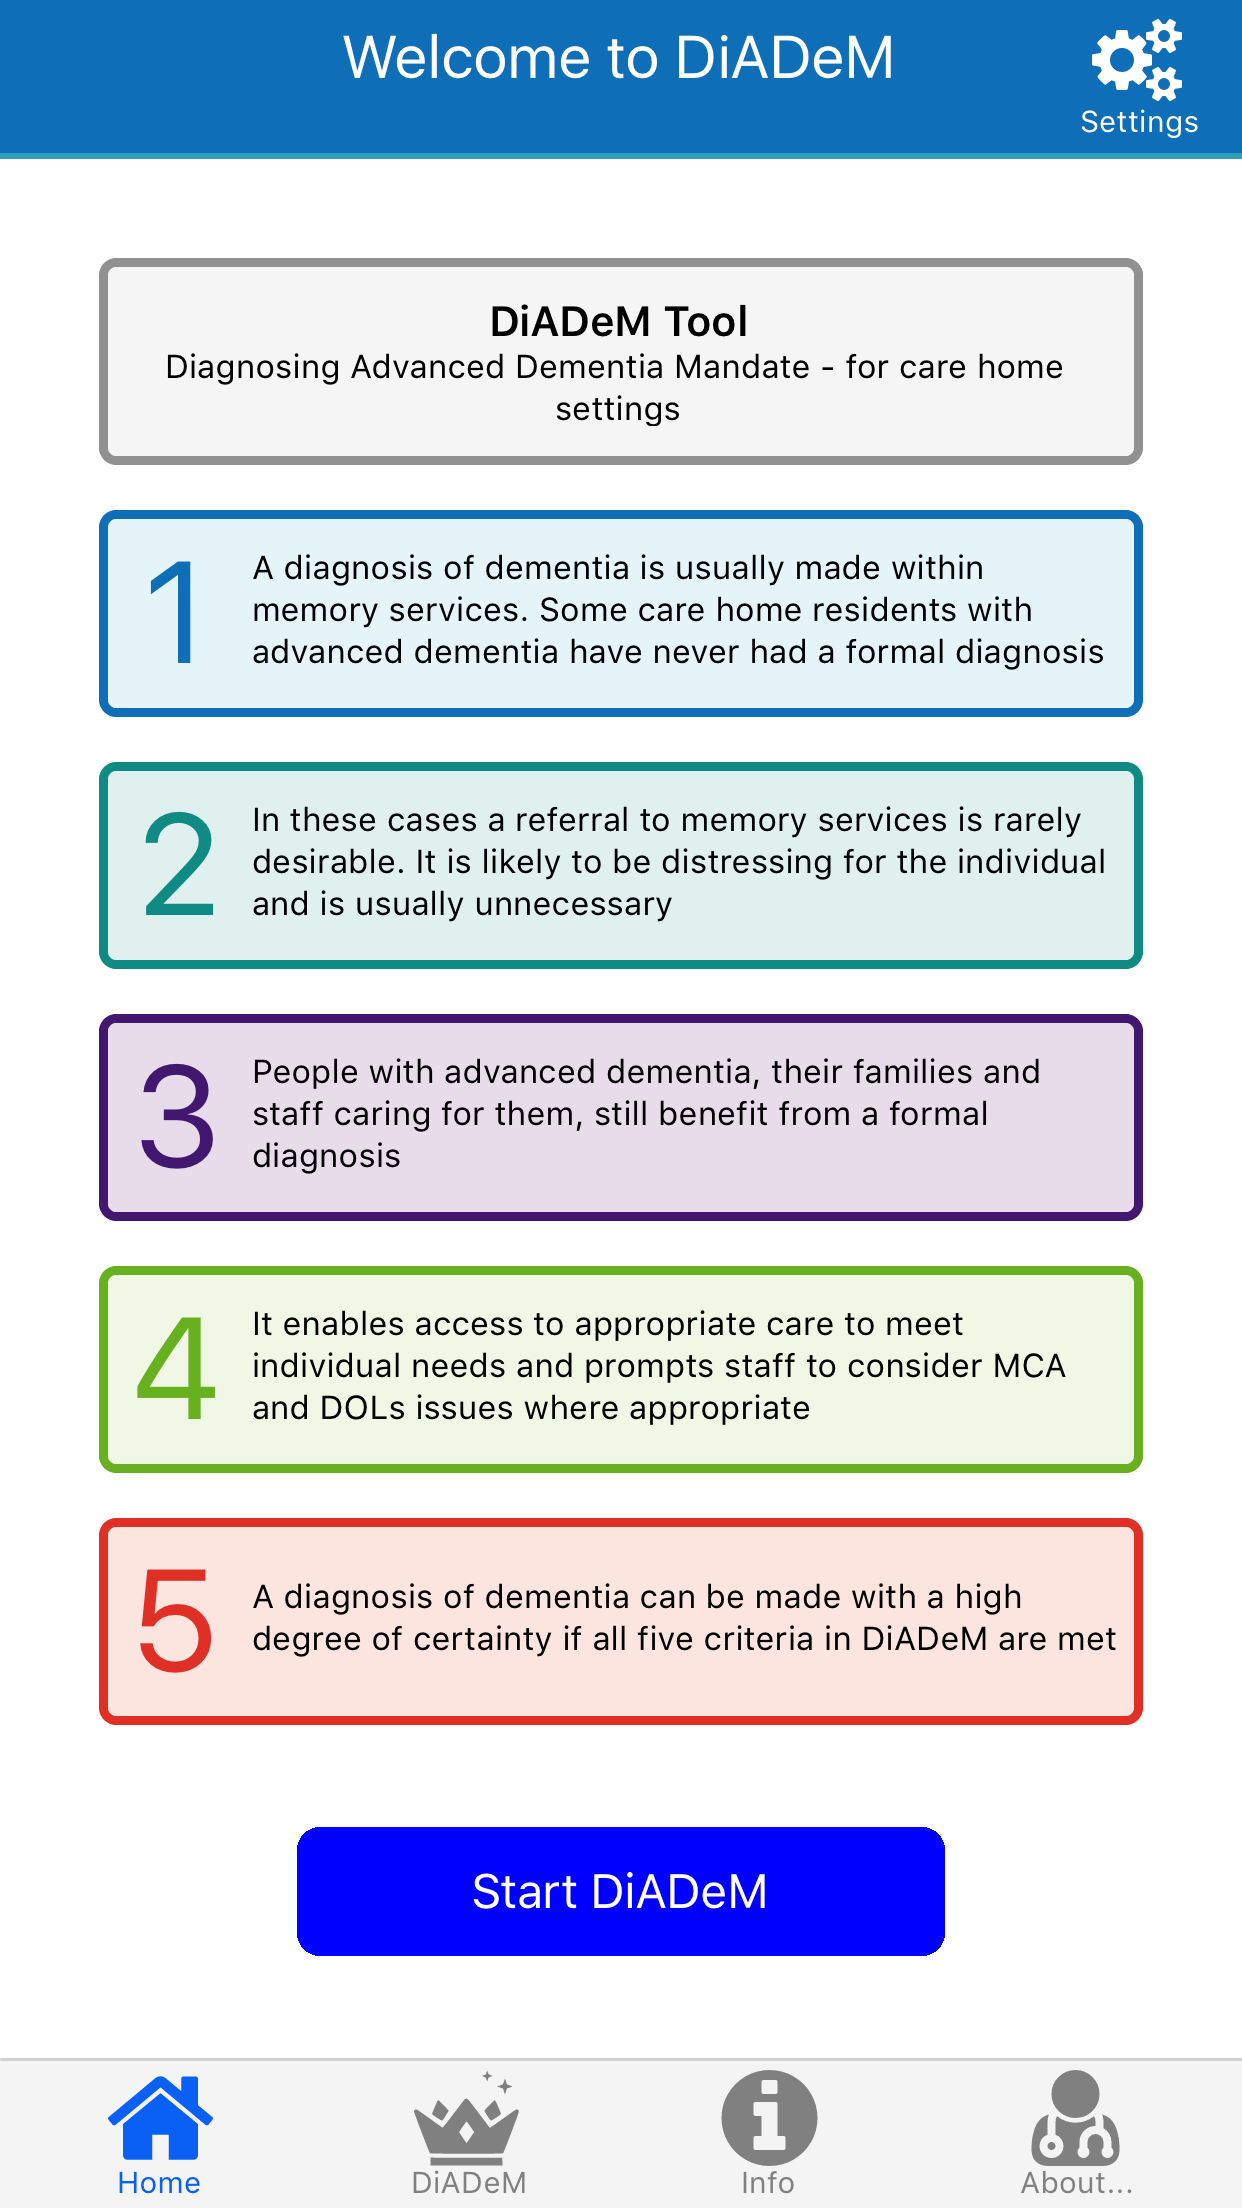 Welcome to DiADeM
Settings
DiADeM Tool
Diagnosing Advanced Dementia Mandate - for care home
settings
1
A diagnosis of dementia is usually made within
memory services. Some care home residents with
advanced dementia have never had a formal diagnosis
2
In these cases a referral to memory services is rarely
desirable. It is likely to be distressing for the individual
and is usually unnecessary
3
People with advanced dementia, their families and
staff caring for them, still benefit from a formal
diagnosis
4
It enables access to appropriate care to meet
individual needs and prompts staff to consider MCA
and DOLs issues where appropriate
5
A diagnosis of dementia can be made with a high
degree of certainty if all five criteria in DiADeM are met
Start DiADeM
Home
DiADeM
Info
About...